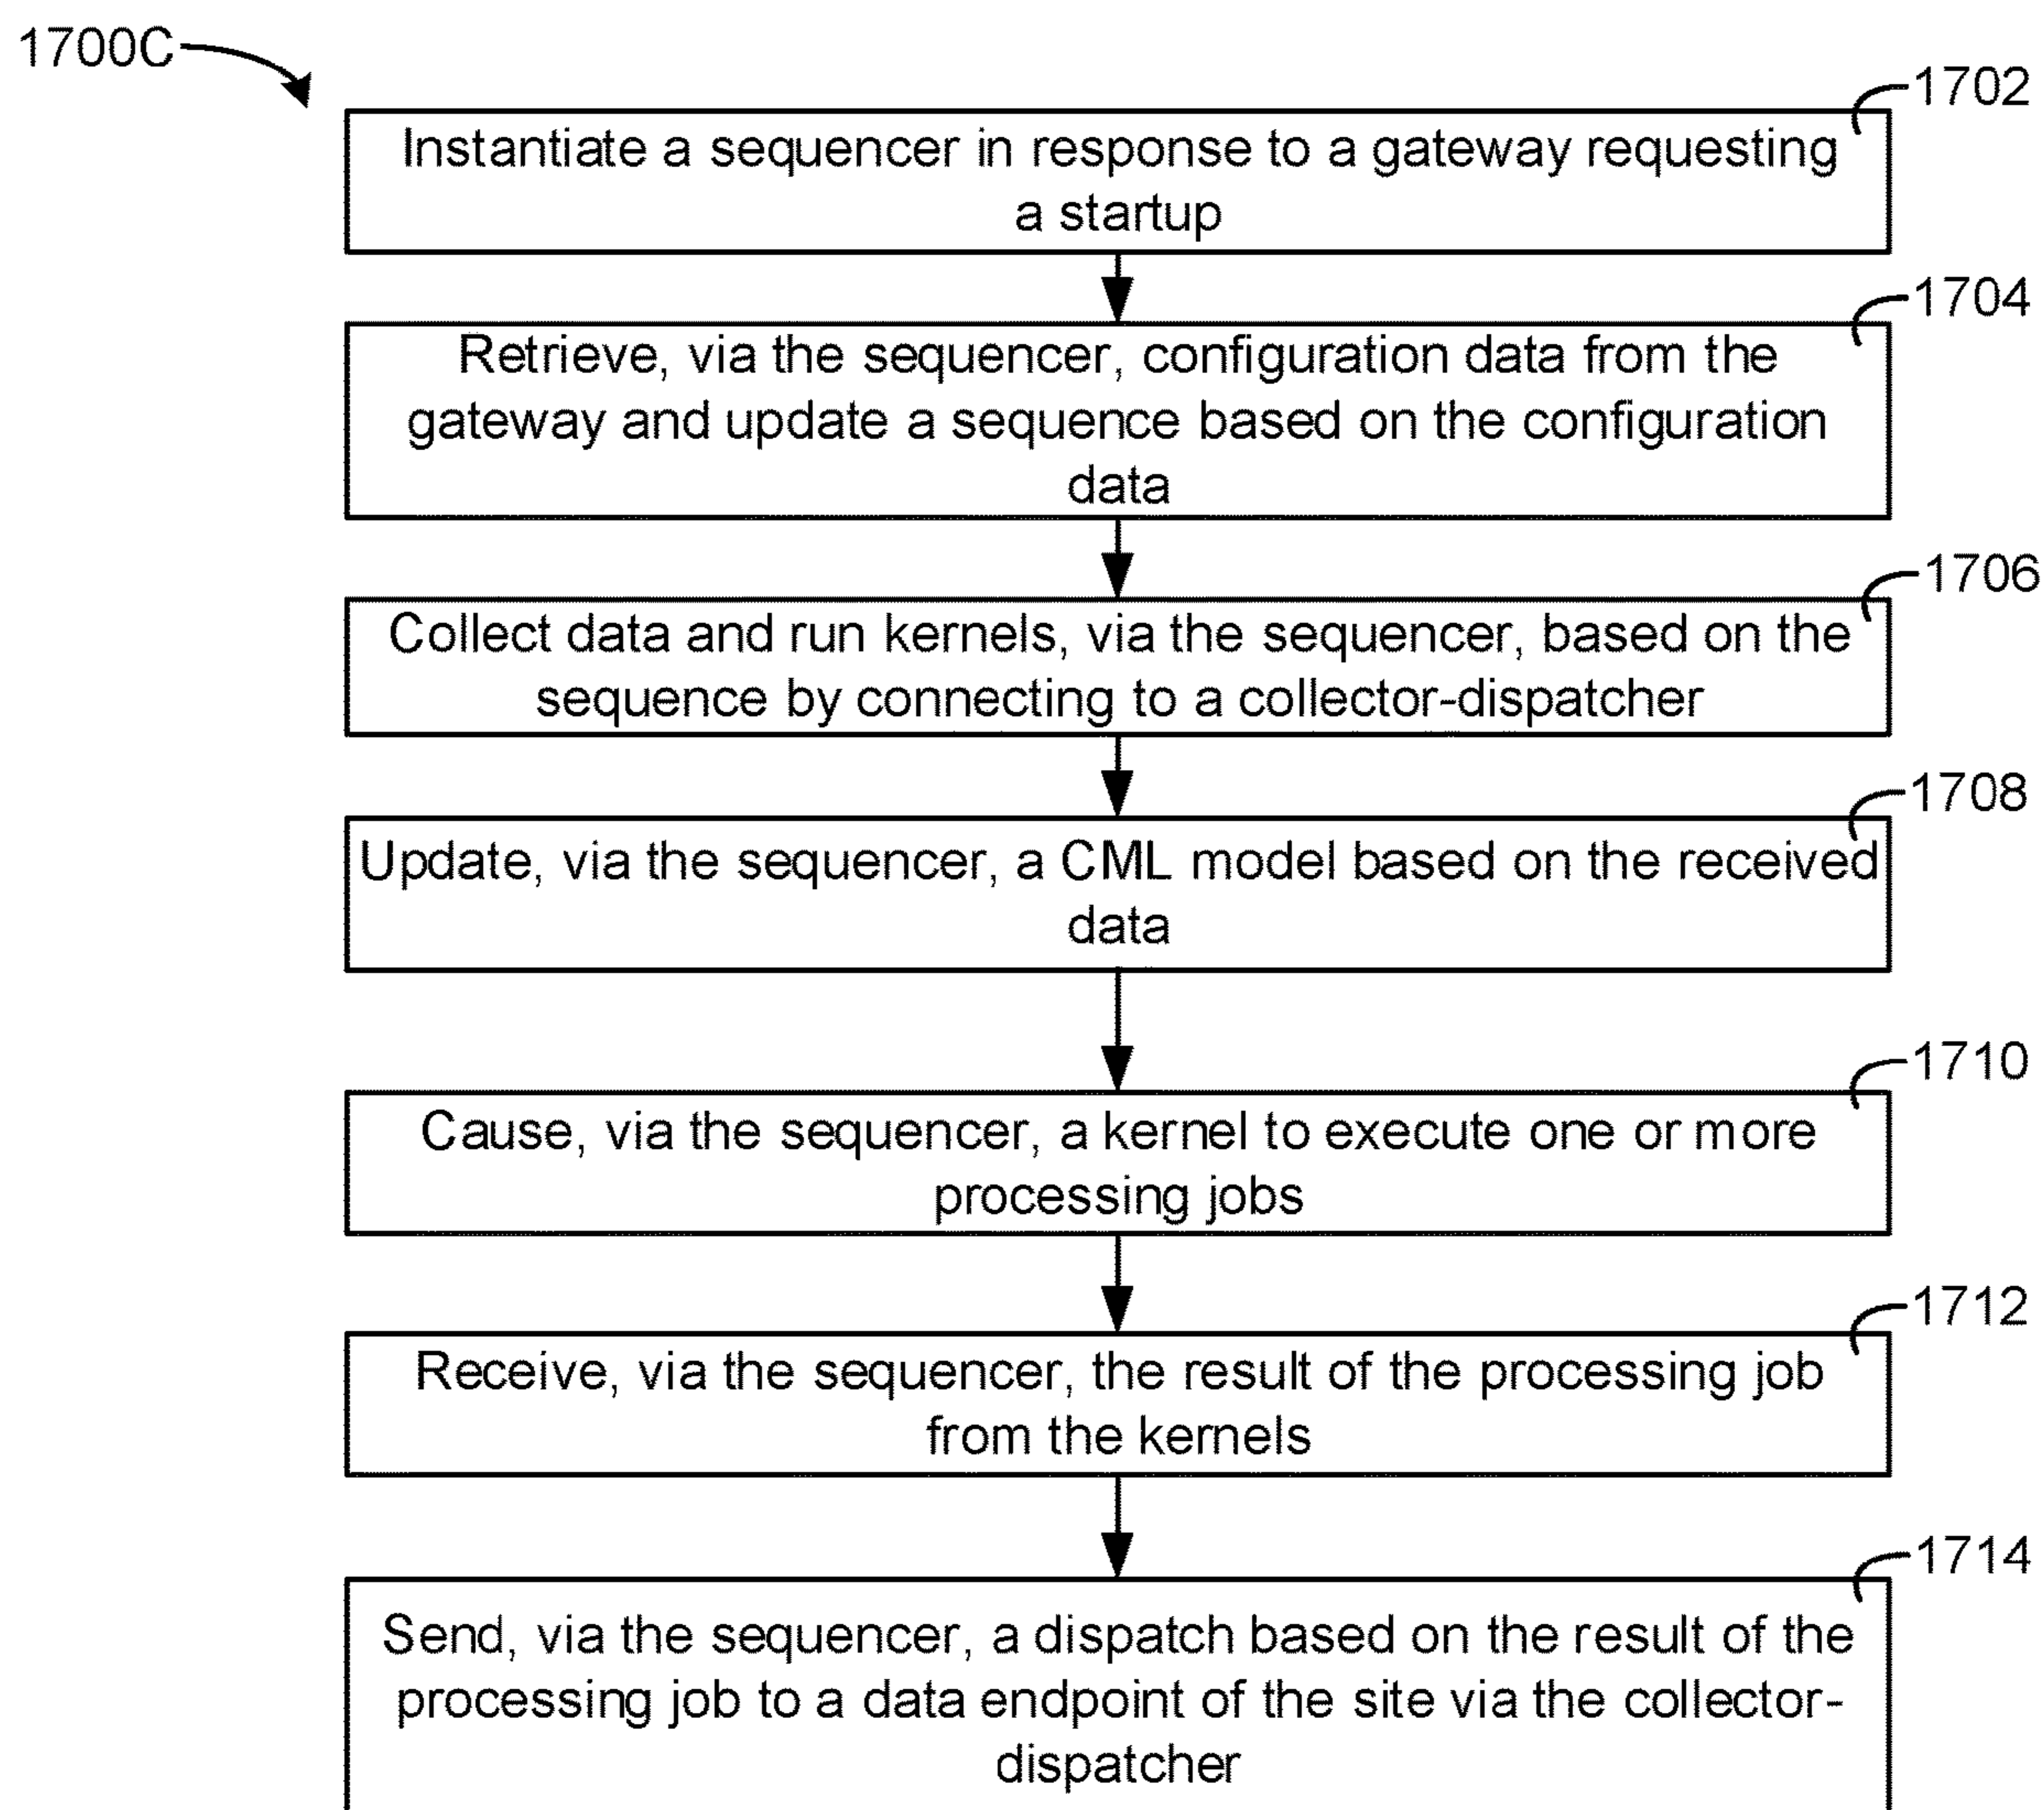 1700C
1702
Instantiate a sequencer in response to a gateway requesting
a startup
1704
Retrieve, via the sequencer, configuration data from the
gateway and update a sequence based on the configuration
data
1706
Collect data and run kernels, via the sequencer, based on the
sequence by connecting to a collector-dispatcher
1708
Update, via the sequencer, a CML model based on the received
data
1710
Cause, via the sequencer, a kernel to execute one or more
processing jobs
1712
Receive, via the sequencer, the result of the processing job
from the kernels
1714
Send, via the sequencer, a dispatch based on the result of the
processing job to a data endpoint of the site via the collector-
dispatcher